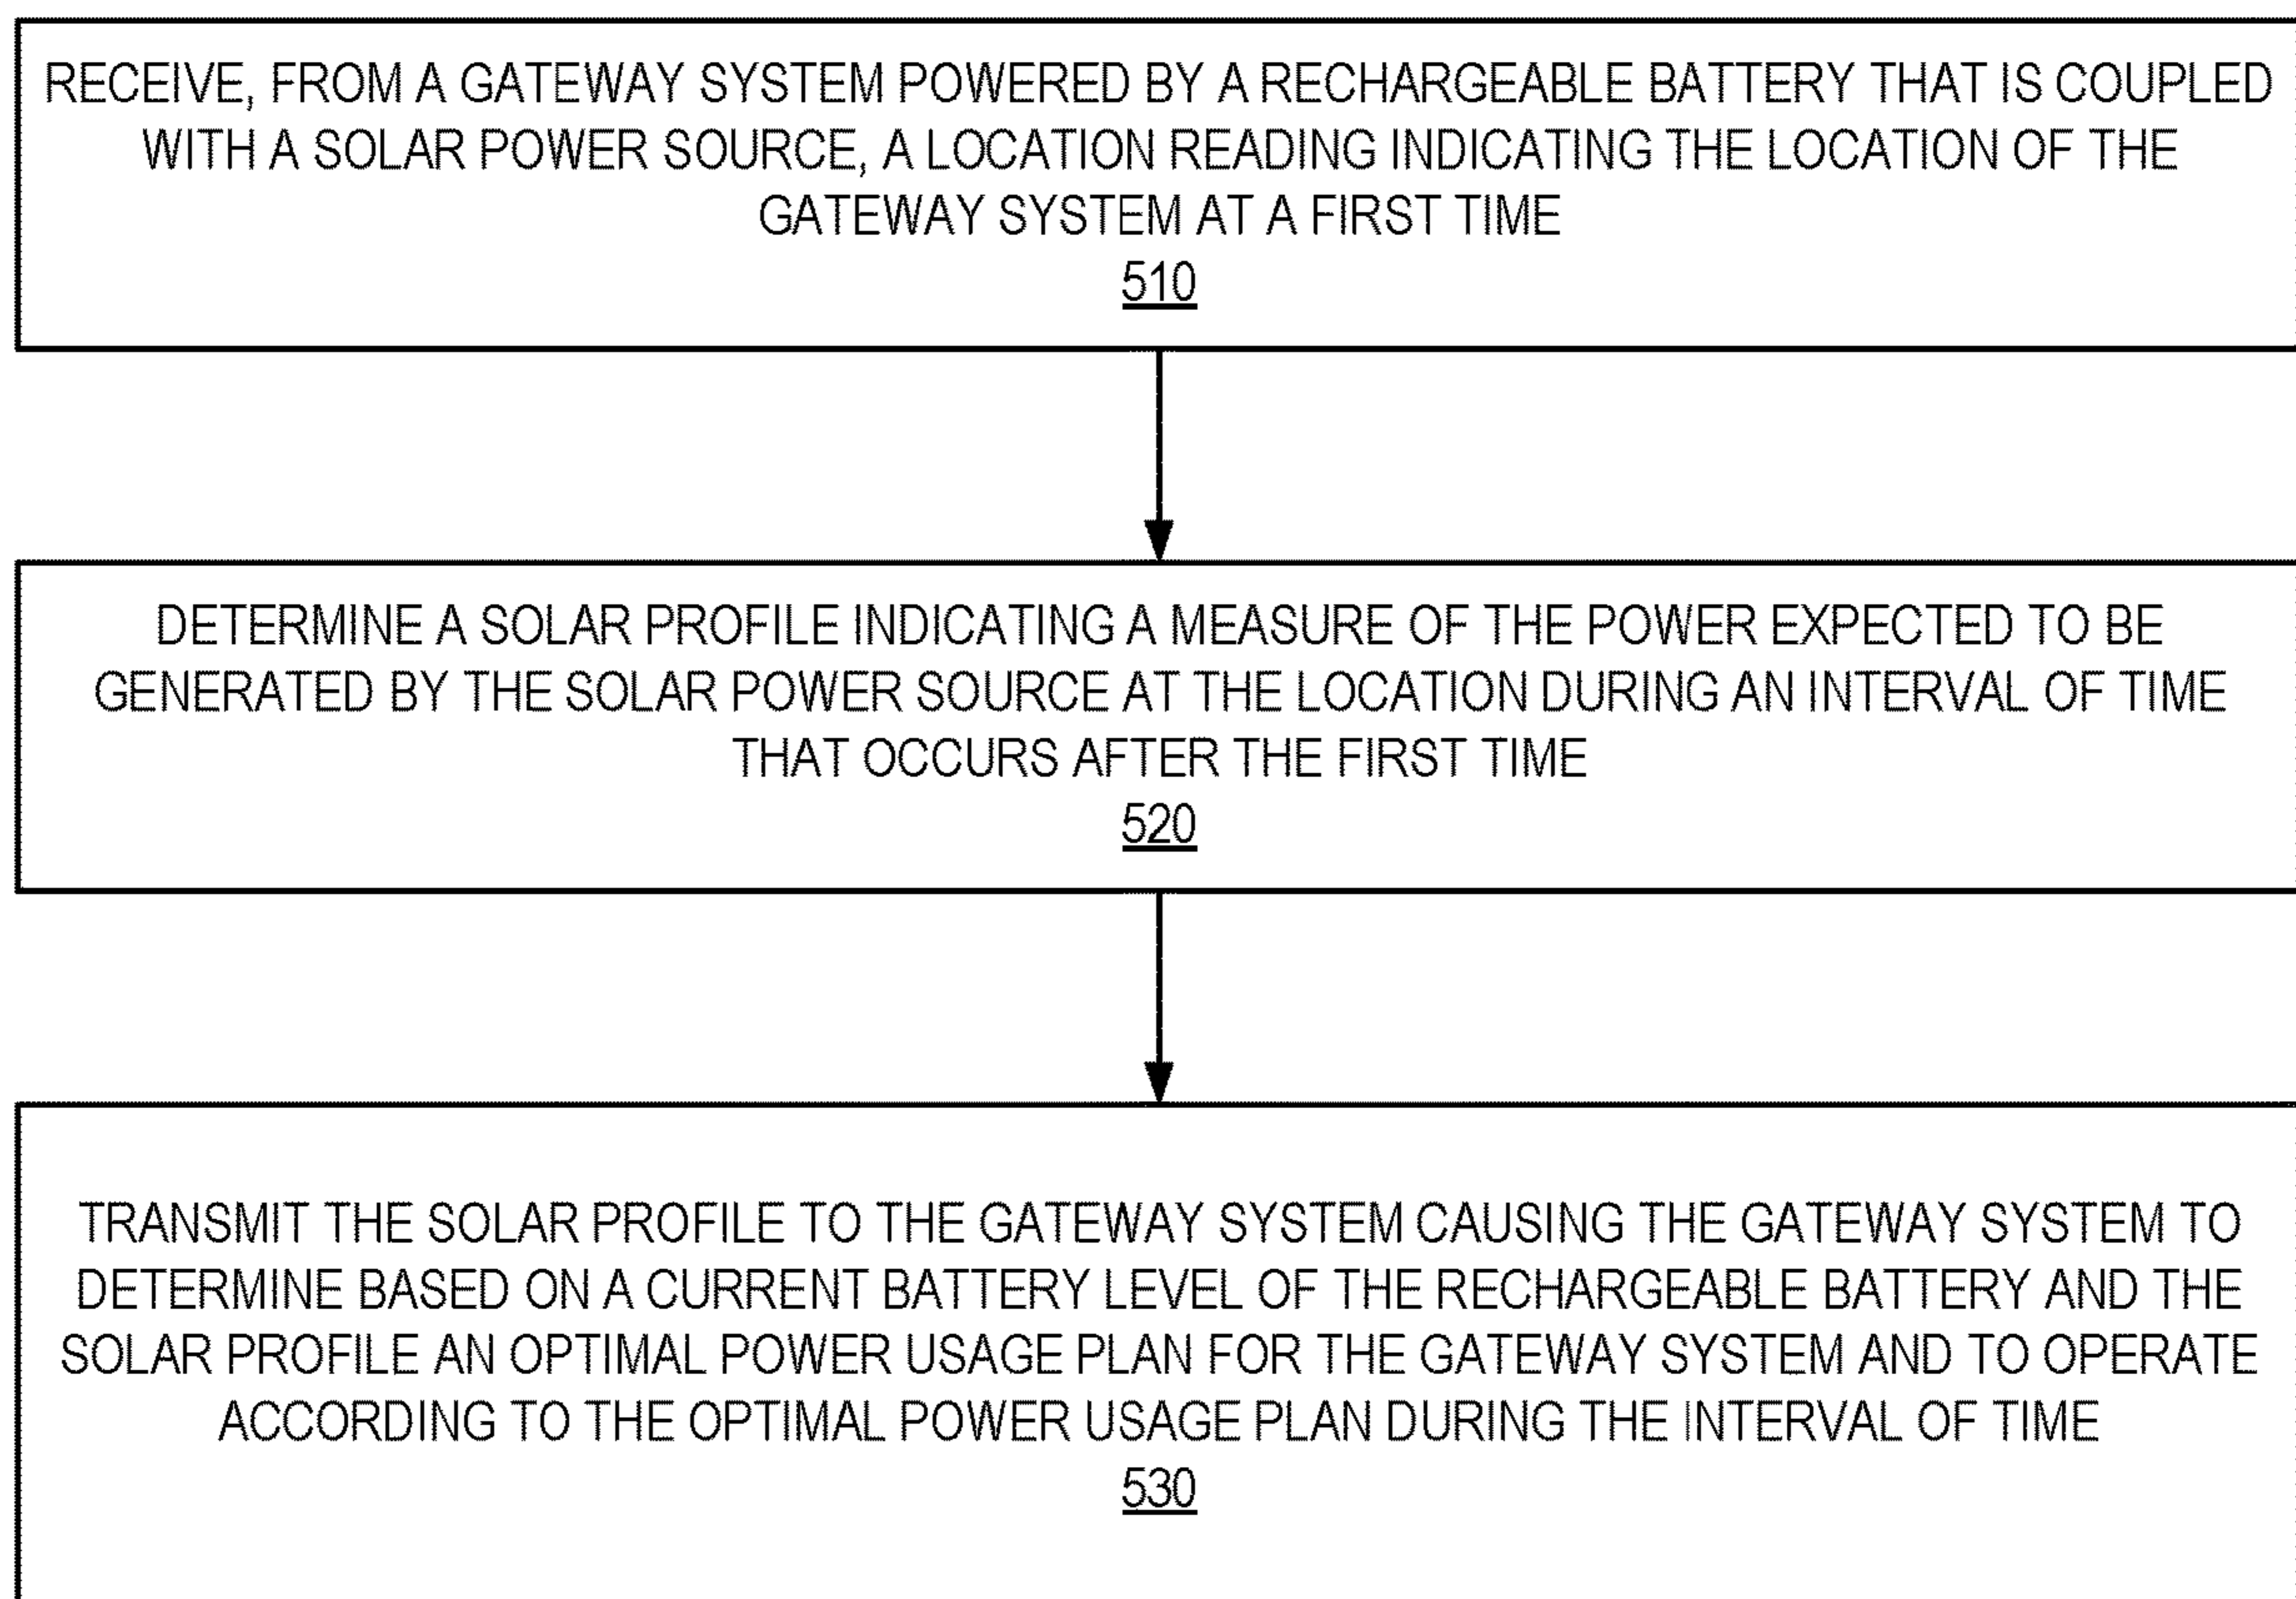 RECEIVE, FROM A GATEWAY SYSTEM POWERED BY A RECHARGEABLE BATTERY THAT IS COUPLED
WITH A SOLAR POWER SOURCE, A LOCATION READING INDICATING THE LOCATION OF THE
GATEWAY SYSTEM AT A FIRST TIME
510
DETERMINE A SOLAR PROFILE INDICATING A MEASURE OF THE POWER EXPECTED TO BE
GENERATED BY THE SOLAR POWER SOURCE AT THE LOCATION DURING AN INTERVAL OF TIME
THAT OCCURS AFTER THE FIRST TIME
520
TRANSMIT THE SOLAR PROFILE TO THE GATEWAY SYSTEM CAUSING THE GATEWAY SYSTEM TO
DETERMINE BASED ON A CURRENT BATTERY LEVEL OF THE RECHARGEABLE BATTERY AND THE
SOLAR PROFILE AN OPTIMAL POWER USAGE PLAN FOR THE GATEWAY SYSTEM AND TO OPERATE
ACCORDING TO THE OPTIMAL POWER USAGE PLAN DURING THE INTERVAL OF TIME
530